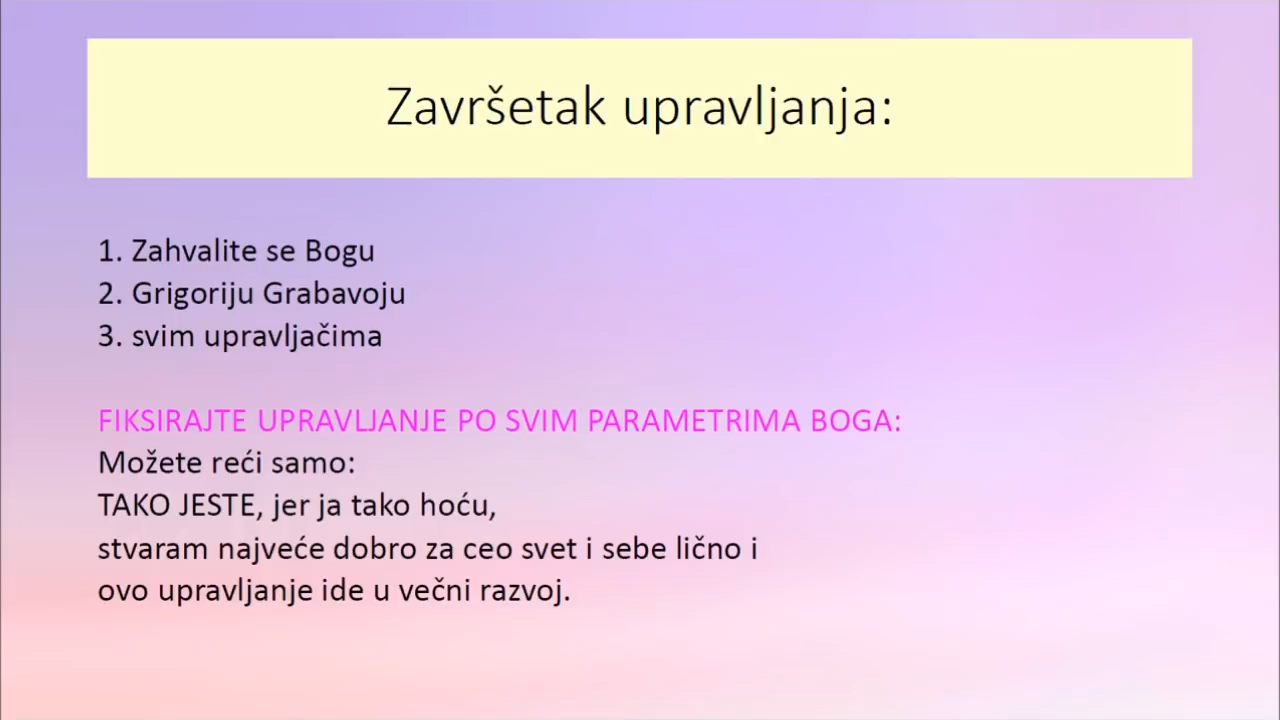 Završetak upravljanja:
1. Zahvalite se Bogu
2. Grigoriju Grabavoju
3. svim upravljačima
FIKSIRAJTE UPRAVLJANJE PO SVIM PARAMETRIMA BOGA:
Možete reći samo:
TAKO JESTE, jer ja tako hoću,
stvaram najveće dobro za ceo svet i sebe lično i
ovo upravljanje ide u večni razvoj.